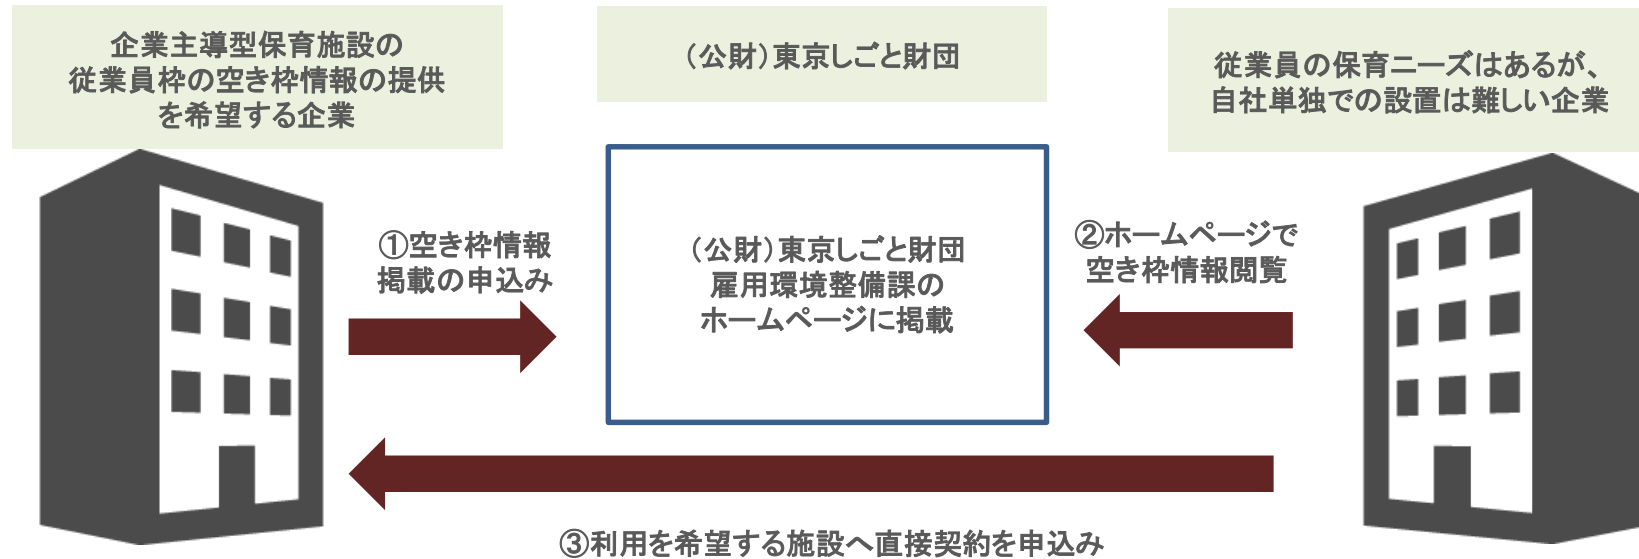 企業主導型保育施設の
従業員枠の空き枠情報の提供
を希望する企業
（公財）東京しごと財団
従業員の保育ニーズはあるが、
自社単独での設置は難しい企業
①空き枠情報
掲載の申込み
（公財）東京しごと財団
雇用環境整備課の
ホームページに掲載
②ホームページで
空き枠情報閲覧
③利用を希望する施設へ直接契約を申込み